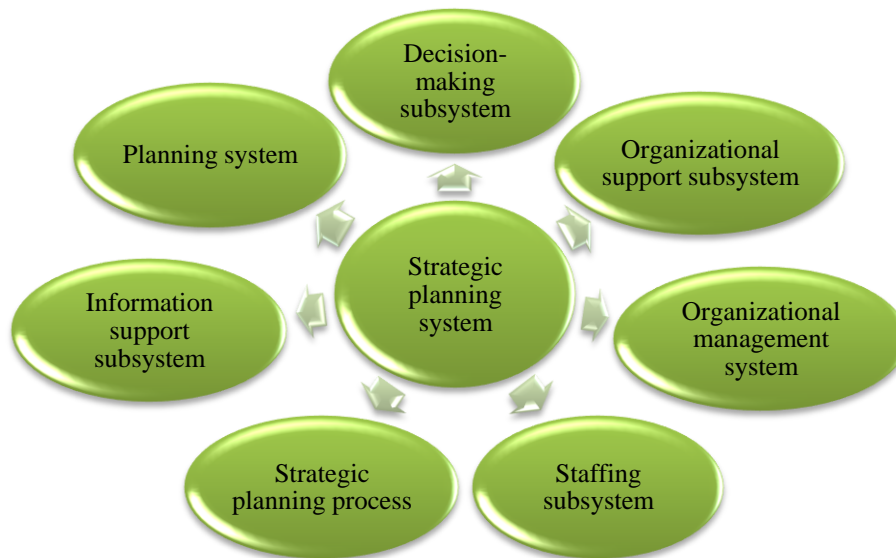 Decision-
making
subsystem
Planning system
Organizational
support subsystem
Strategic
planning
system
Information
support
subsystem
Organizational
management
system
Strategic
planning process
Staffing
subsystem